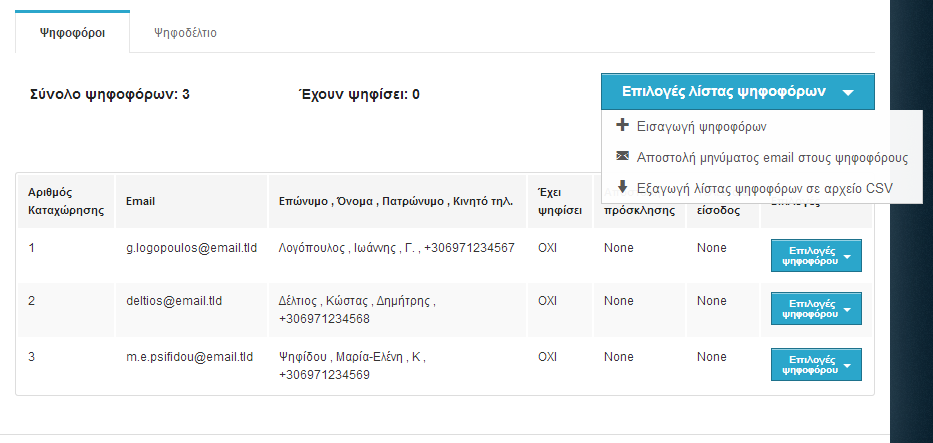 Ψηφοφόροι Ψηφοδέλτιο
Σύνολο ψηφοφόρων: 3 Έχουν ψηφίσει: 0 Επιλογές λίστας ψηφοφόρων
Εισαγωγή ψηφοφόρων
Αποστολή μηνύματος email στους ψηφοφόρους
Εξαγωγή λίστας ψηφοφόρων σε αρχείο CSV
Αριθμός Καταχώρησης Email Επώνυμο , Όνομα , Πατρώνυμο , Κινητό τηλ. Έχει ψηφίσει πρόσκλησης είσοδος
1 g.logopoulos@email.tld Λογόπουλος , Ιωάννης , Γ. , +306971234567 ΟΧΙ None None Επιλογές ψηφοφόρου
2 deltios@email.tld Δέλτιος , Κώστας , Δημήτρης , +306971234568 ΟΧΙ None None Επιλογές ψηφοφόρου
3 m.e.psifidou@email.tld Ψηφίδου , Μαρία-Ελένη , Κ , +306971234569 ΟΧΙ None None Επιλογές ψηφοφόρου